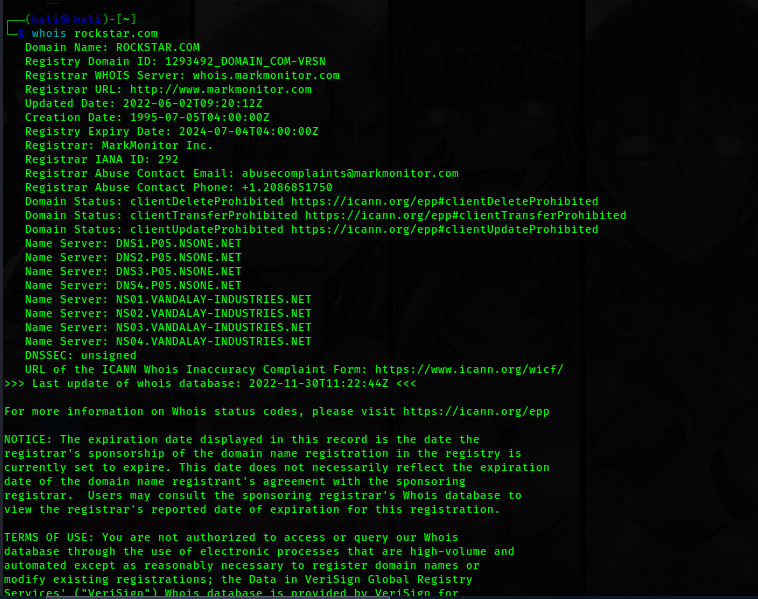 ┌──(kali㉿kali)-[~]
└─$ whois rockstar.com
Domain Name: ROCKSTAR.COM
Registry Domain ID: 1293492_DOMAIN_COM-VRSN
Registrar WHOIS Server: whois.markmonitor.com
Registrar URL: http://www.markmonitor.com
Updated Date: 2022-06-02T09:20:12Z
Creation Date: 1995-07-05T04:00:00Z
Registry Expiry Date: 2024-07-04T04:00:00Z
Registrar: MarkMonitor Inc.
Registrar IANA ID: 292
Registrar Abuse Contact Email: abusecomplaints@markmonitor.com
Registrar Abuse Contact Phone: +1.2086851750
Domain Status: clientDeleteProhibited https://icann.org/epp#clientDeleteProhibited
Domain Status: clientTransferProhibited https://icann.org/epp#clientTransferProhibited
Domain Status: clientUpdateProhibited https://icann.org/epp#clientUpdateProhibited
Name Server: DNS1.P05.NSONE.NET
Name Server: DNS2.P05.NSONE.NET
Name Server: DNS3.P05.NSONE.NET
Name Server: DNS4.P05.NSONE.NET
Name Server: NS01.VANDALAY-INDUSTRIES.NET
Name Server: NS02.VANDALAY-INDUSTRIES.NET
Name Server: NS03.VANDALAY-INDUSTRIES.NET
Name Server: NS04.VANDALAY-INDUSTRIES.NET
DNSSEC: unsigned
URL of the ICANN Whois Inaccuracy Complaint Form: https://www.icann.org/wicf/
>>> Last update of whois database: 2022-11-30T11:22:44Z <<<
For more information on Whois status codes, please visit https://icann.org/epp
NOTICE: The expiration date displayed in this record is the date the
registrar's sponsorship of the domain name registration in the registry is
currently set to expire. This date does not necessarily reflect the expiration
date of the domain name registrant's agreement with the sponsoring
registrar.  Users may consult the sponsoring registrar's Whois database to
view the registrar's reported date of expiration for this registration.
TERMS OF USE: You are not authorized to access or query our Whois
database through the use of electronic processes that are high-volume and
automated except as reasonably necessary to register domain names or
modify existing registrations; the Data in VeriSign Global Registry
Services' ("VeriSign") Whois database is provided by VeriSign for